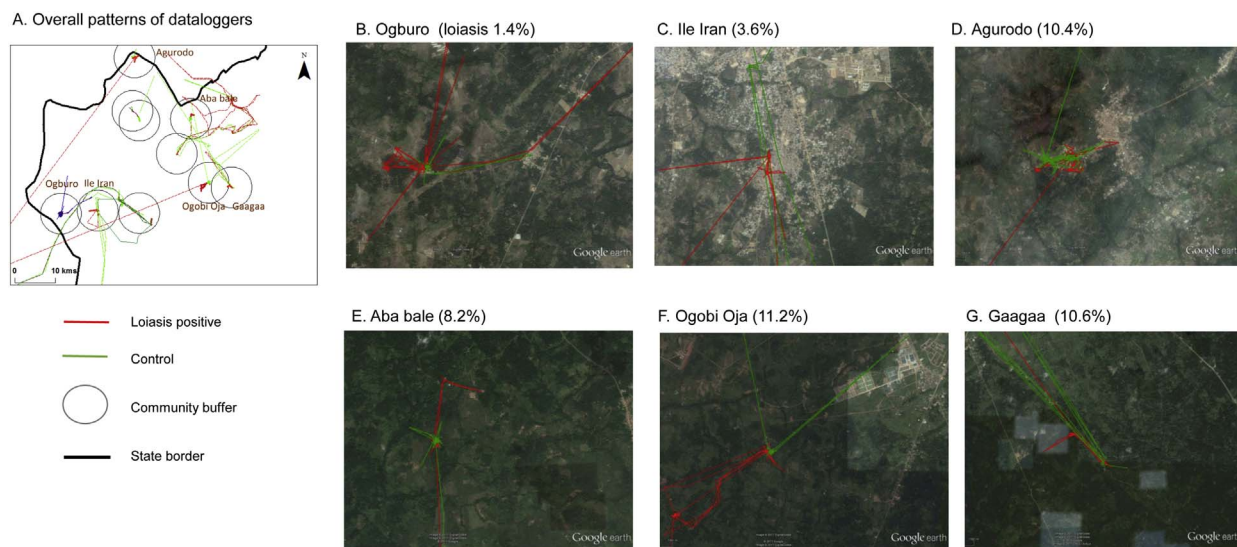 A. Overall patterns of dataloggers
Agurodo
N
Aba bale
Ogburo Ile Iran
Ogobi Oja Gaagaa
0 10 kms
Loiasis positive
Control
Community buffer
State border
B. Ogburo (loiasis 1.4%)
Google earth
C. Ile Iran (3.6%)
Google earth
D. Agurodo (10.4%)
Google earth
E. Aba bale (8.2%)
Google earth
F. Ogobi Oja (11.2%)
Google earth
G. Gaagaa (10.6%)
Google earth